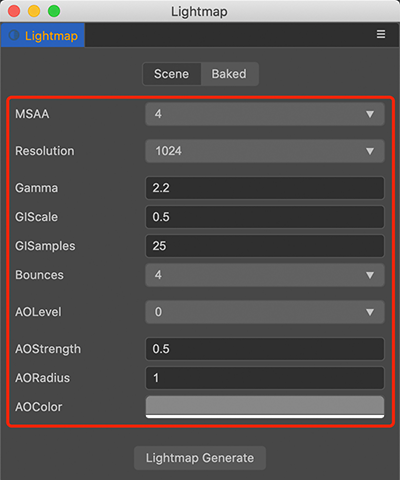 Lightmap
Lightmap
Scene Baked
MSAA 4
Resolution 1024
Gamma 2.2
GIScale 0.5
GISamples 25
Bounces 4
AOLevel 0
AOStrength 0.5
AORadius 1
AOColor
Lightmap Generate